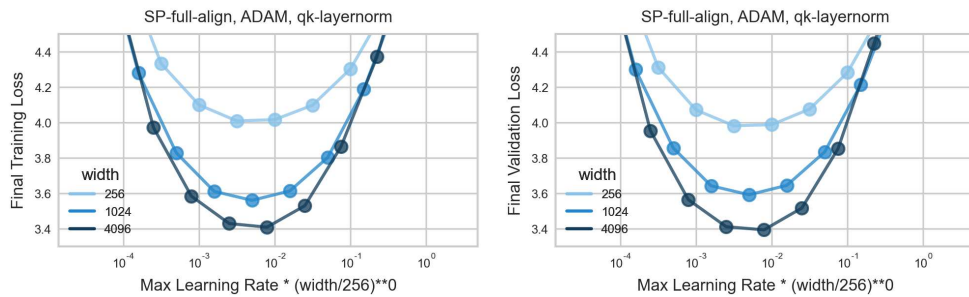 SP-full-align, ADAM, qk-layernorm
Final Training Loss
4.4
4.2
4.0
3.8
3.6
3.4
width
256
1024
4096
10⁻⁴ 10⁻³ 10⁻² 10⁻¹ 10⁰
Max Learning Rate * (width/256)**0
SP-full-align, ADAM, qk-layernorm
Final Validation Loss
4.4
4.2
4.0
3.8
3.6
3.4
width
256
1024
4096
10⁻⁴ 10⁻³ 10⁻² 10⁻¹ 10⁰
Max Learning Rate * (width/256)**0